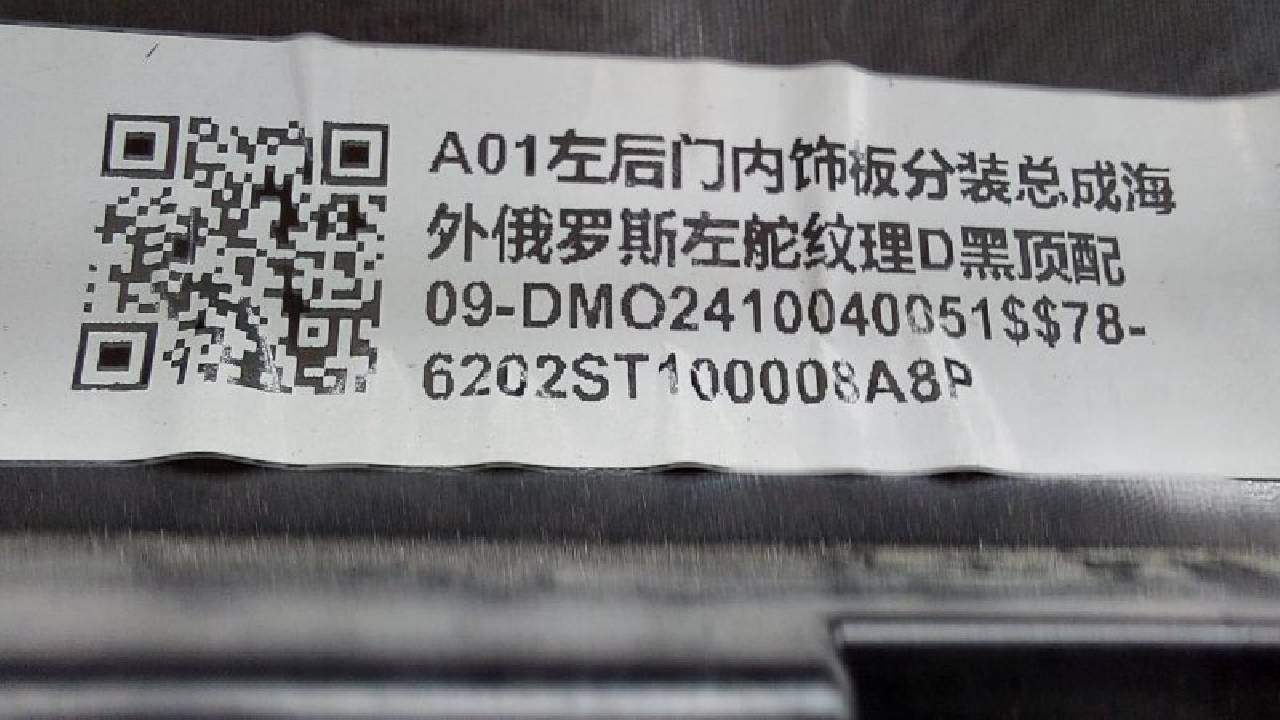 A01左后门内饰板分装总成海
外俄罗斯左舵纹理D黑顶配
09-DMO2410040051$$78-
6202ST100008A8P